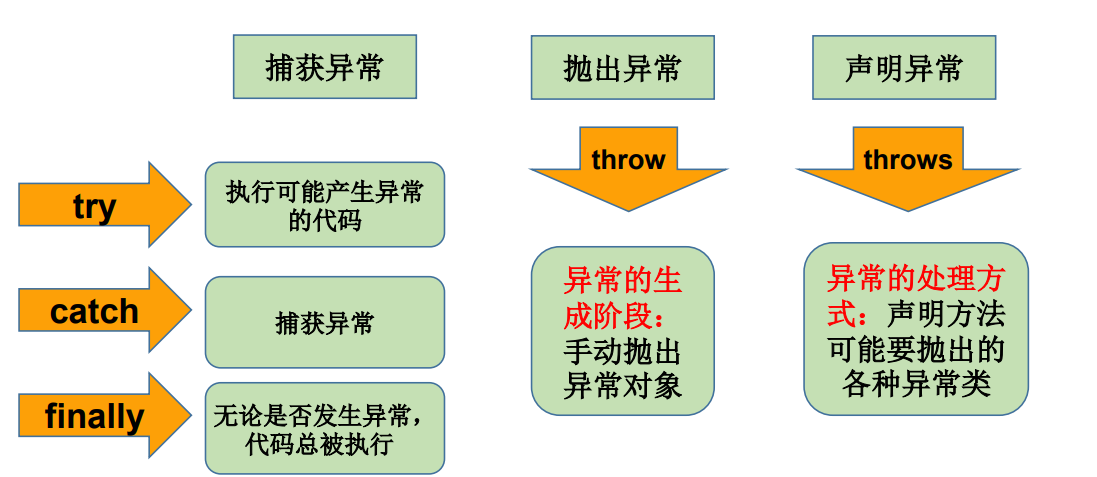 捕获异常
抛出异常
声明异常
try
执行可能产生异常
的代码
catch
捕获异常
finally
无论是否发生异常，
代码总被执行
throw
异常的生
成阶段：
手动抛出
异常对象
throws
异常的处理方
式：声明方法
可能要抛出的
各种异常类